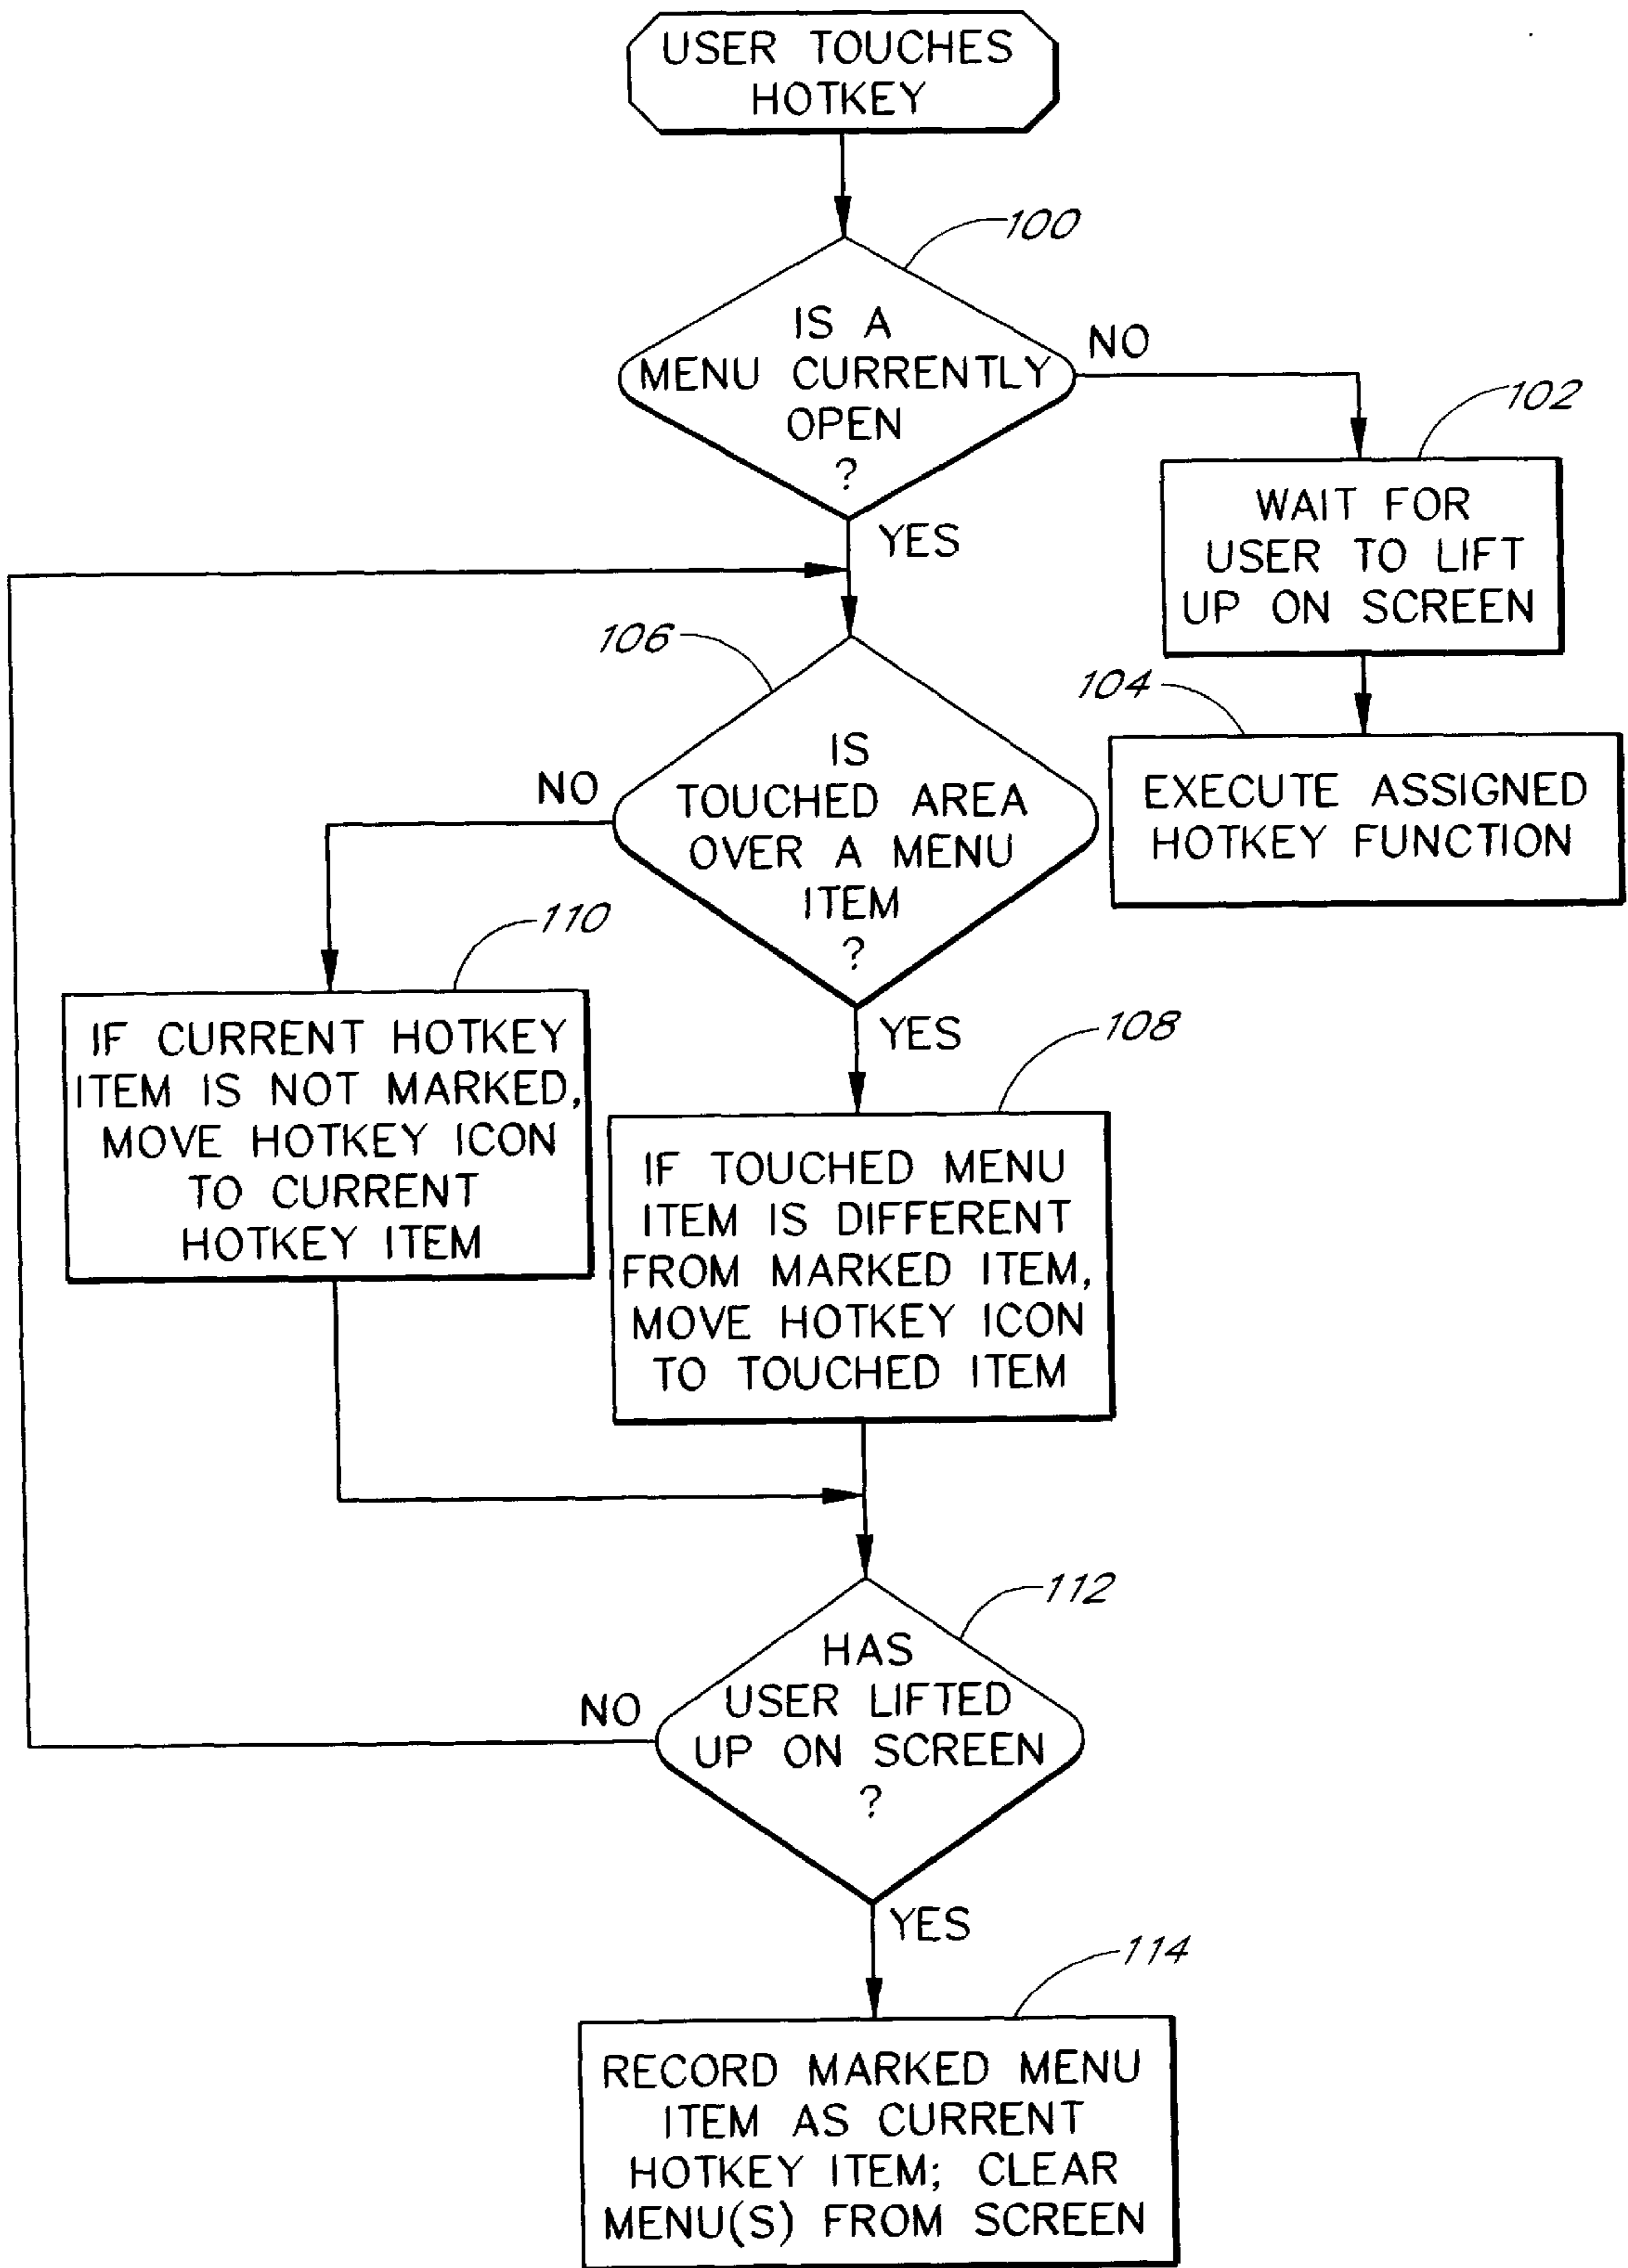 USER TOUCHES
HOTKEY
100
IS A
MENU CURRENTLY
OPEN
?
NO
YES
102
WAIT FOR
USER TO LIFT
UP ON SCREEN
104
EXECUTE ASSIGNED
HOTKEY FUNCTION
106
IS
TOUCHED AREA
OVER A MENU
ITEM
?
NO
YES
110
IF CURRENT HOTKEY
ITEM IS NOT MARKED,
MOVE HOTKEY ICON
TO CURRENT
HOTKEY ITEM
108
IF TOUCHED MENU
ITEM IS DIFFERENT
FROM MARKED ITEM,
MOVE HOTKEY ICON
TO TOUCHED ITEM
112
HAS
USER LIFTED
UP ON SCREEN
?
NO
YES
114
RECORD MARKED MENU
ITEM AS CURRENT
HOTKEY ITEM; CLEAR
MENU(S) FROM SCREEN